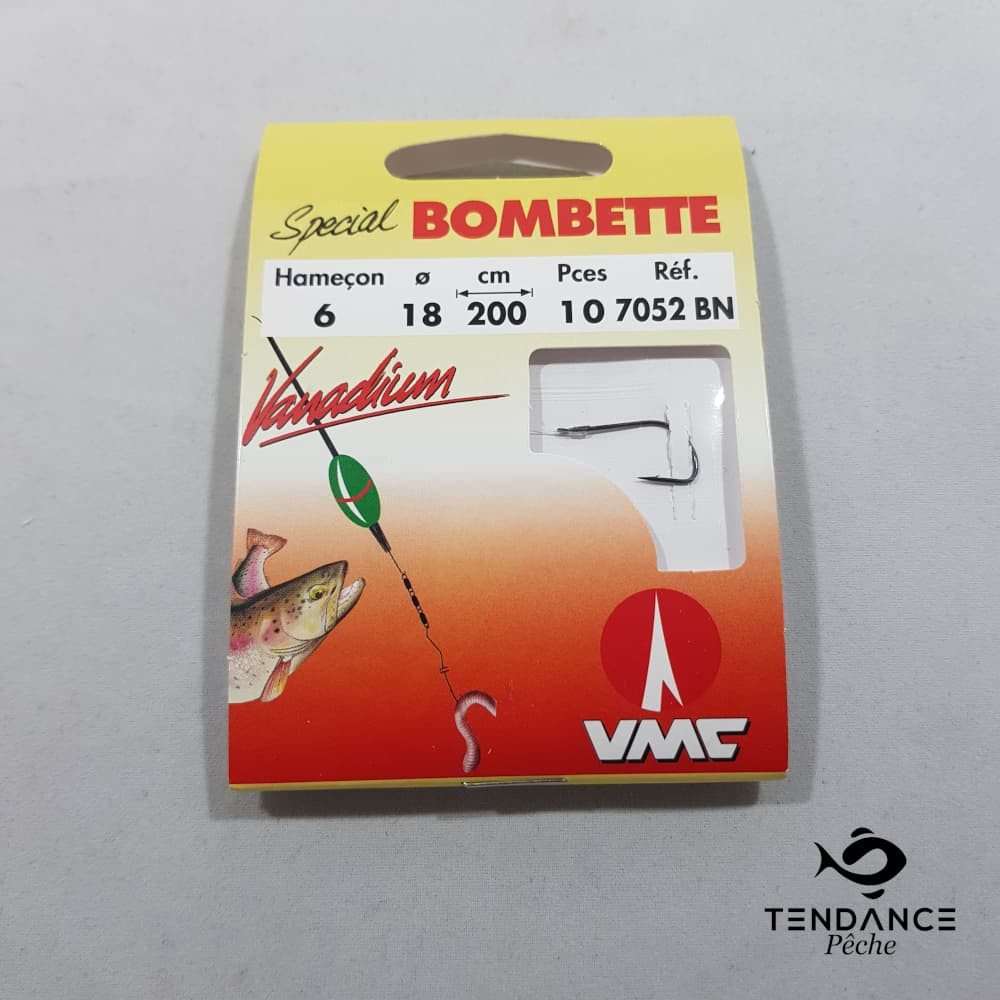 Special BOMBETTE
Hameçon ø cm Pces Réf.
6 18 200 10 7052 BN
Vanadium
VMC
TENDANCE
Pêche